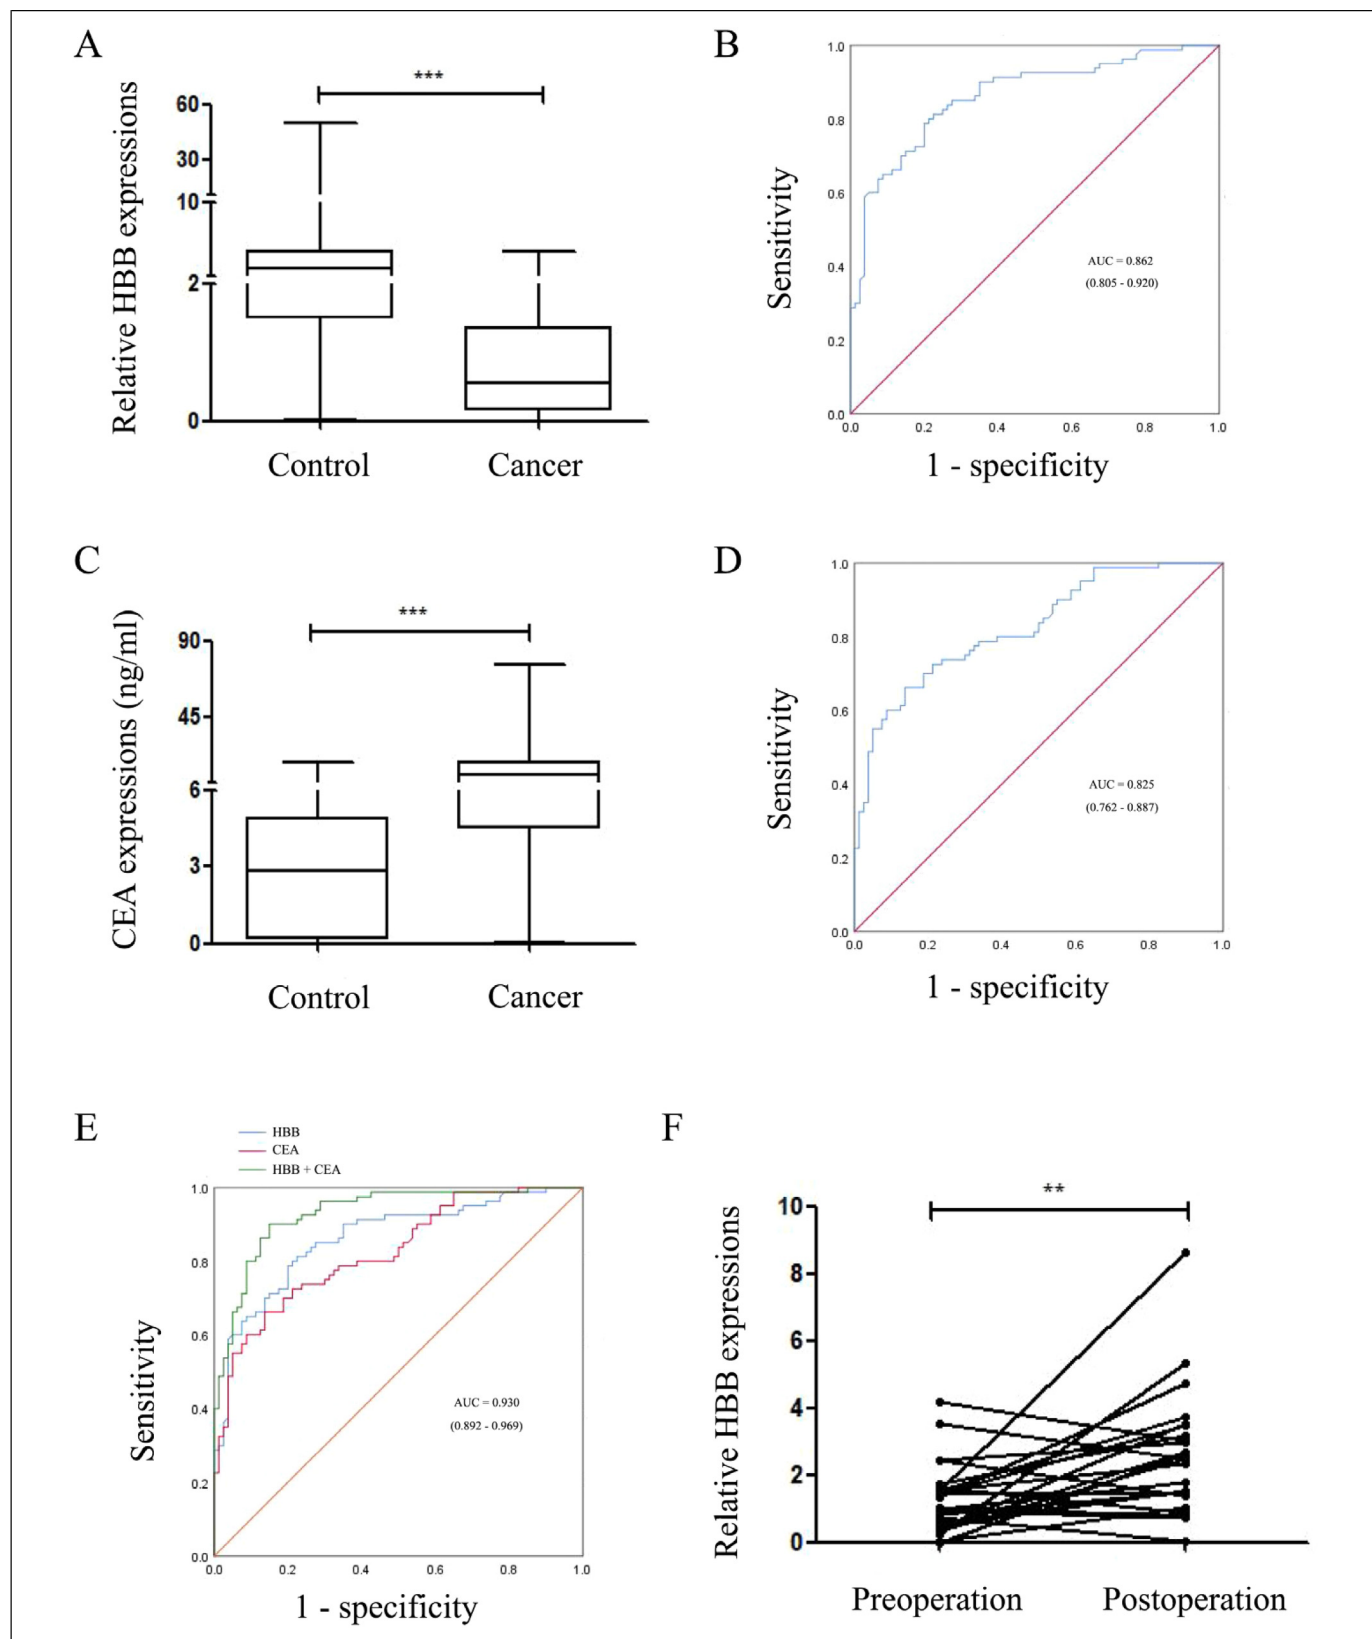 A
Relative HBB expressions
60
30
10
2
0
***
Control
Cancer
B
Sensitivity
1.0
0.8
0.6
0.4
0.2
0.0
AUC = 0.862
(0.805 - 0.920)
0.0 0.2 0.4 0.6 0.8 1.0
1 - specificity
C
CEA expressions (ng/ml)
90
45
6
3
0
***
Control
Cancer
D
Sensitivity
1.0
0.8
0.6
0.4
0.2
0.0
AUC = 0.825
(0.762 - 0.887)
0.0 0.2 0.4 0.6 0.8 1.0
1 - specificity
E
HBB
CEA
HBB + CEA
Sensitivity
1.0
0.8
0.6
0.4
0.2
0.0
AUC = 0.930
(0.892 - 0.969)
0.0 0.2 0.4 0.6 0.8 1.0
1 - specificity
F
Relative HBB expressions
10
8
6
4
2
0
**
Preoperation
Postoperation